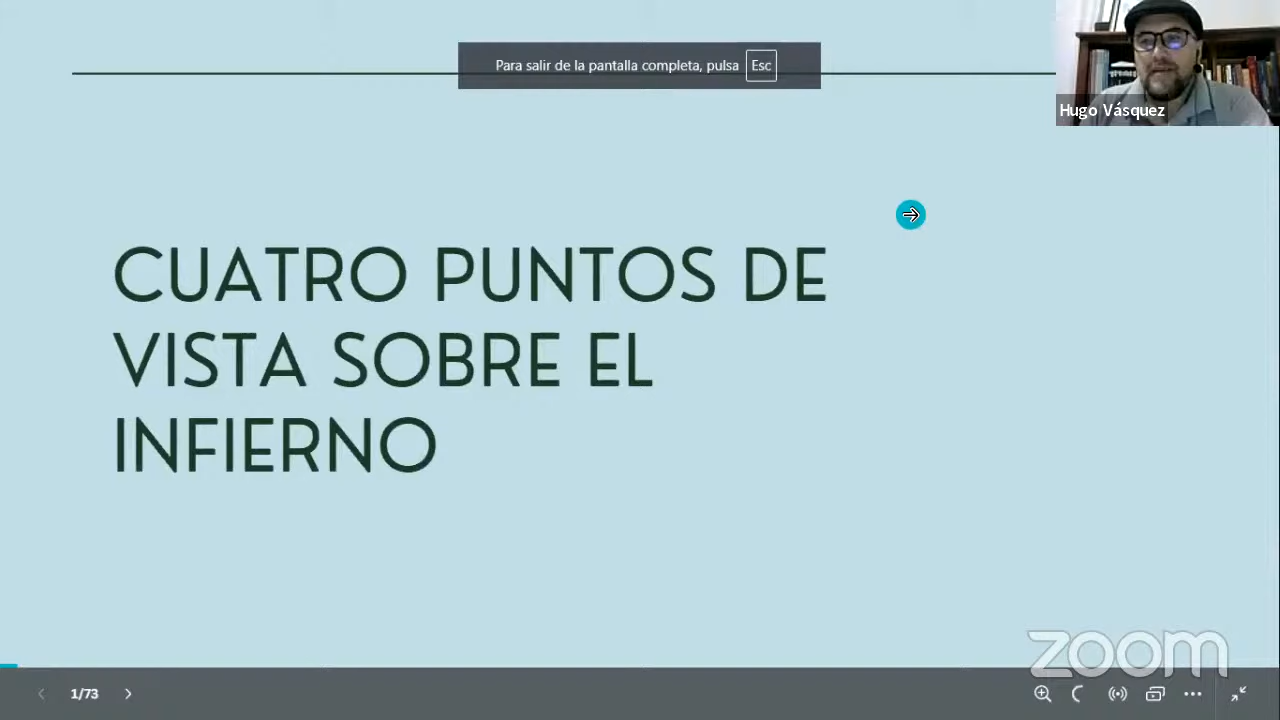 Para salir de la pantalla completa, pulsa Esc
Hugo Vásquez
CUATRO PUNTOS DE
VISTA SOBRE EL
INFIERNO
zoom
1/73